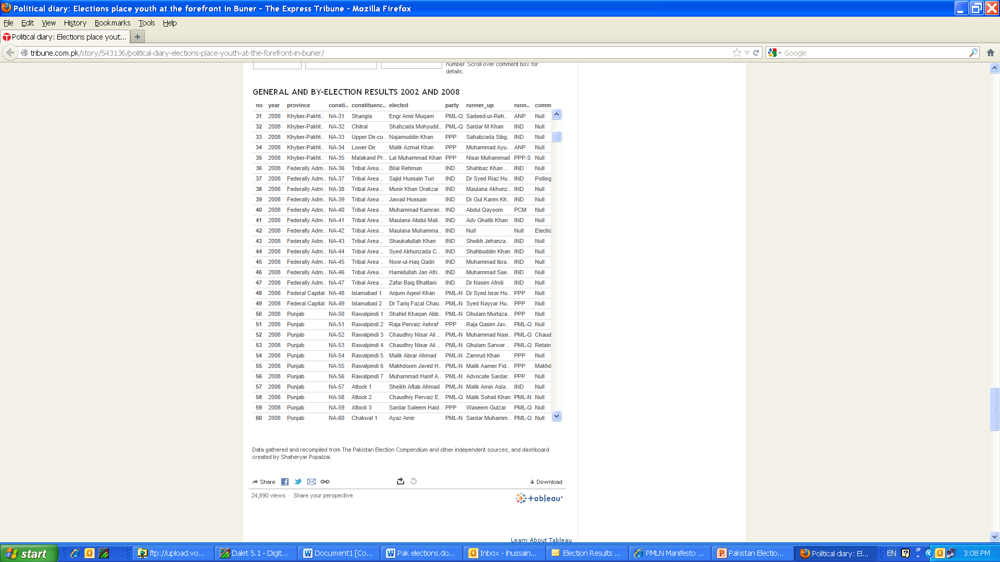 Political diary: Elections place youth at the forefront in Buner - The Express Tribune - Mozilla Firefox
File Edit View History Bookmarks Tools Help
Political diary: Elections place yout... +
tribune.com.pk/story/543136/political-diary-elections-place-youth-at-the-forefront-in-buner/ Google
number. Scroll over comment box for
details.
GENERAL AND BY-ELECTION RESULTS 2002 AND 2008
no year province consti.. constituenc.. elected party runner_up runn.. comm
31 2008 Khyber-Pakht.. NA-31 Shangla Engr Amir Muqam PML-Q Sadeed-ur-Reh.. ANP Null
32 2008 Khyber-Pakht.. NA-32 Chitral Shahzada Mohyudd.. PML-Q Sardar M Khan IND Null
33 2008 Khyber-Pakht.. NA-33 Upper Dir-cu.. Najamuddin Khan PPP Sahabzada Sibg.. IND Null
34 2008 Khyber-Pakht.. NA-34 Lower Dir Malik Azmat Khan PPP Muhammad Ayu.. ANP Null
35 2008 Khyber-Pakht.. NA-35 Malakand Pr.. Lal Muhammad Khan PPP Nisar Muhammad PPP-S Null
36 2008 Federally Adm.. NA-36 Tribal Area .. Bilal Rehman IND Shahbaz Khan .. IND Null
37 2008 Federally Adm.. NA-37 Tribal Area .. Sajid Hussain Turi IND Dr Syed Riaz Hu.. IND Polling
38 2008 Federally Adm.. NA-38 Tribal Area .. Munir Khan Orakzai IND Maulana Akhunz.. IND Null
39 2008 Federally Adm.. NA-39 Tribal Area .. Jawad Hussain IND Dr Gul Karim Kh.. IND Null
40 2008 Federally Adm.. NA-40 Tribal Area .. Muhammad Kamran.. IND Abdul Qayoom PCM Null
41 2008 Federally Adm.. NA-41 Tribal Area .. Maulana Abdul Mali.. IND Adv Ghalib Khan IND Null
42 2008 Federally Adm.. NA-42 Tribal Area .. Maulana Muhamma.. IND Null Null Electio
43 2008 Federally Adm.. NA-43 Tribal Area .. Shaukatullah Khan IND Sheikh Jehanza.. IND Null
44 2008 Federally Adm.. NA-44 Tribal Area .. Syed Akhunzada C.. IND Shahbuddin Khan IND Null
45 2008 Federally Adm.. NA-45 Tribal Area .. Noor-ul-Haq Qadri IND Muhammad Ibra.. IND Null
46 2008 Federally Adm.. NA-46 Tribal Area .. Hamidullah Jan Afri.. IND Muhammad Sae.. IND Null
47 2008 Federally Adm.. NA-47 Tribal Area .. Zafar Baig Bhattani IND Dr Nasim Afridi IND Null
48 2008 Federal Capital NA-48 Islamabad 1 Anjum Aqeel Khan PML-N Dr Syed Israr Hu.. PPP Null
49 2008 Federal Capital NA-49 Islamabad 2 Dr Tariq Fazal Chau.. PML-N Syed Nayyar Hu.. PPP Null
50 2008 Punjab NA-50 Rawalpindi 1 Shahid Khaqan Abb.. PML-N Ghulam Murtaza.. PPP Null
51 2008 Punjab NA-51 Rawalpindi 2 Raja Pervaiz Ashraf PPP Raja Qasim Jav.. PML-Q Null
52 2008 Punjab NA-52 Rawalpindi 3 Chaudhry Nisar Ali .. PML-N Muhammad Nasi.. PML-Q Chaud
53 2008 Punjab NA-53 Rawalpindi 4 Chaudhry Nisar Ali .. PML-N Ghulam Sarwar .. PML-Q Retain
54 2008 Punjab NA-54 Rawalpindi 5 Malik Abrar Ahmad PML-N Zamrud Khan PPP Null
55 2008 Punjab NA-55 Rawalpindi 6 Makhdoom Javed H.. PML-N Malik Aamer Fid.. PPP Makhd
56 2008 Punjab NA-56 Rawalpindi 7 Muhammad Hanif A.. PML-N Advocate Sardar.. PPP Null
57 2008 Punjab NA-57 Attock 1 Sheikh Aftab Ahmad PML-N Malik Amin Asla.. IND Null
58 2008 Punjab NA-58 Attock 2 Chaudhry Pervaiz E.. PML-Q Malik Sohail Khan PML-N Null
59 2008 Punjab NA-59 Attock 3 Sardar Saleem Haid.. PPP Waseem Gulzar PML-Q Null
60 2008 Punjab NA-60 Chakwal 1 Ayaz Amir PML-N Sardar Muhamm.. PML-Q Null
Data gathered and recompiled from The Pakistan Election Compendium and other independent sources, and dashboard
created by Shaheryar Popalzai.
Share Download
24,890 views · Share your perspective +ableau
Learn About Tableau
start ftp://upload.vo... Dalet 5.1 - Digit... Document1 [Co... Pak elections.do... Inbox - ihussain... Election Results ... PMLN Manifesto ... Pakistan Electio... Political diary: El... EN 3:08 PM